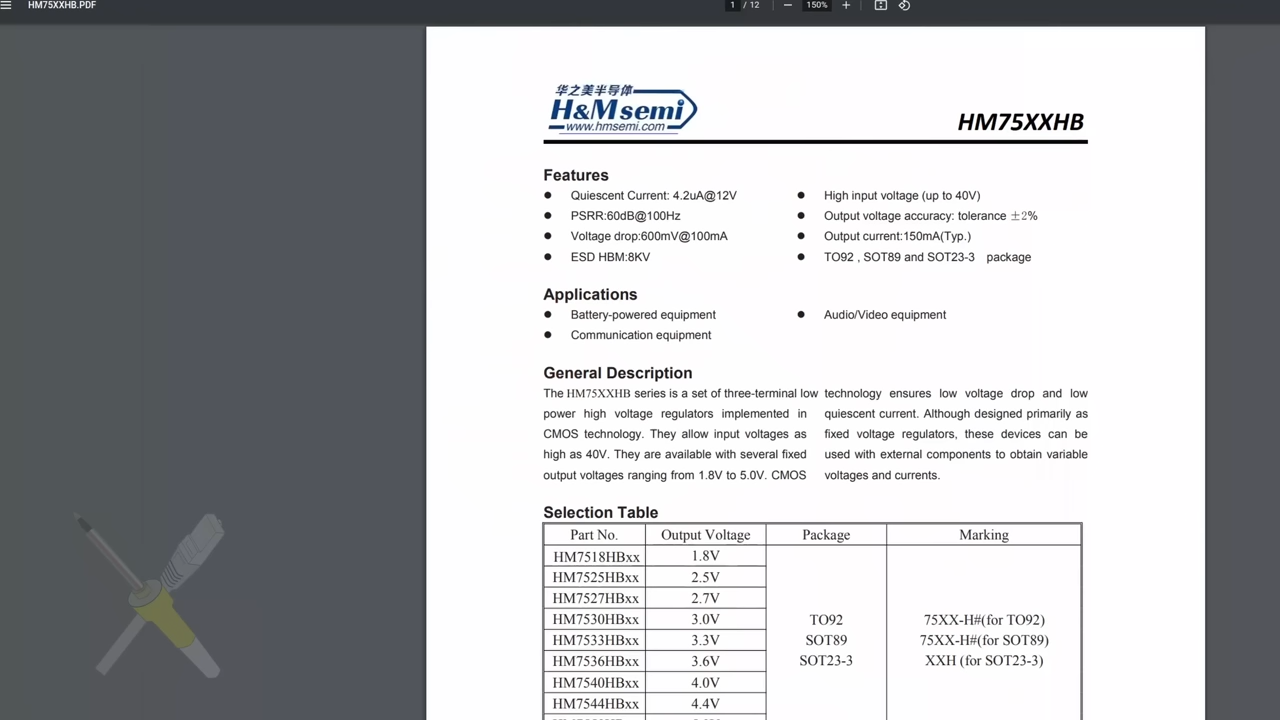 HM75XXHB.PDF
1 / 12
150%
华之美半导体
H&M semi
www.hmsemi.com
HM75XXHB
Features
● Quiescent Current: 4.2uA@12V
● PSRR:60dB@100Hz
● Voltage drop:600mV@100mA
● ESD HBM:8KV
● High input voltage (up to 40V)
● Output voltage accuracy: tolerance ±2%
● Output current:150mA(Typ.)
● TO92 , SOT89 and SOT23-3 package
Applications
● Battery-powered equipment
● Communication equipment
● Audio/Video equipment
General Description
The HM75XXHB series is a set of three-terminal low
power high voltage regulators implemented in
CMOS technology. They allow input voltages as
high as 40V. They are available with several fixed
output voltages ranging from 1.8V to 5.0V. CMOS
technology ensures low voltage drop and low
quiescent current. Although designed primarily as
fixed voltage regulators, these devices can be
used with external components to obtain variable
voltages and currents.
Selection Table
Part No. Output Voltage Package Marking
HM7518HBxx 1.8V
HM7525HBxx 2.5V
HM7527HBxx 2.7V
HM7530HBxx 3.0V TO92 75XX-H#(for TO92)
HM7533HBxx 3.3V SOT89 75XX-H#(for SOT89)
HM7536HBxx 3.6V SOT23-3 XXH (for SOT23-3)
HM7540HBxx 4.0V
HM7544HBxx 4.4V